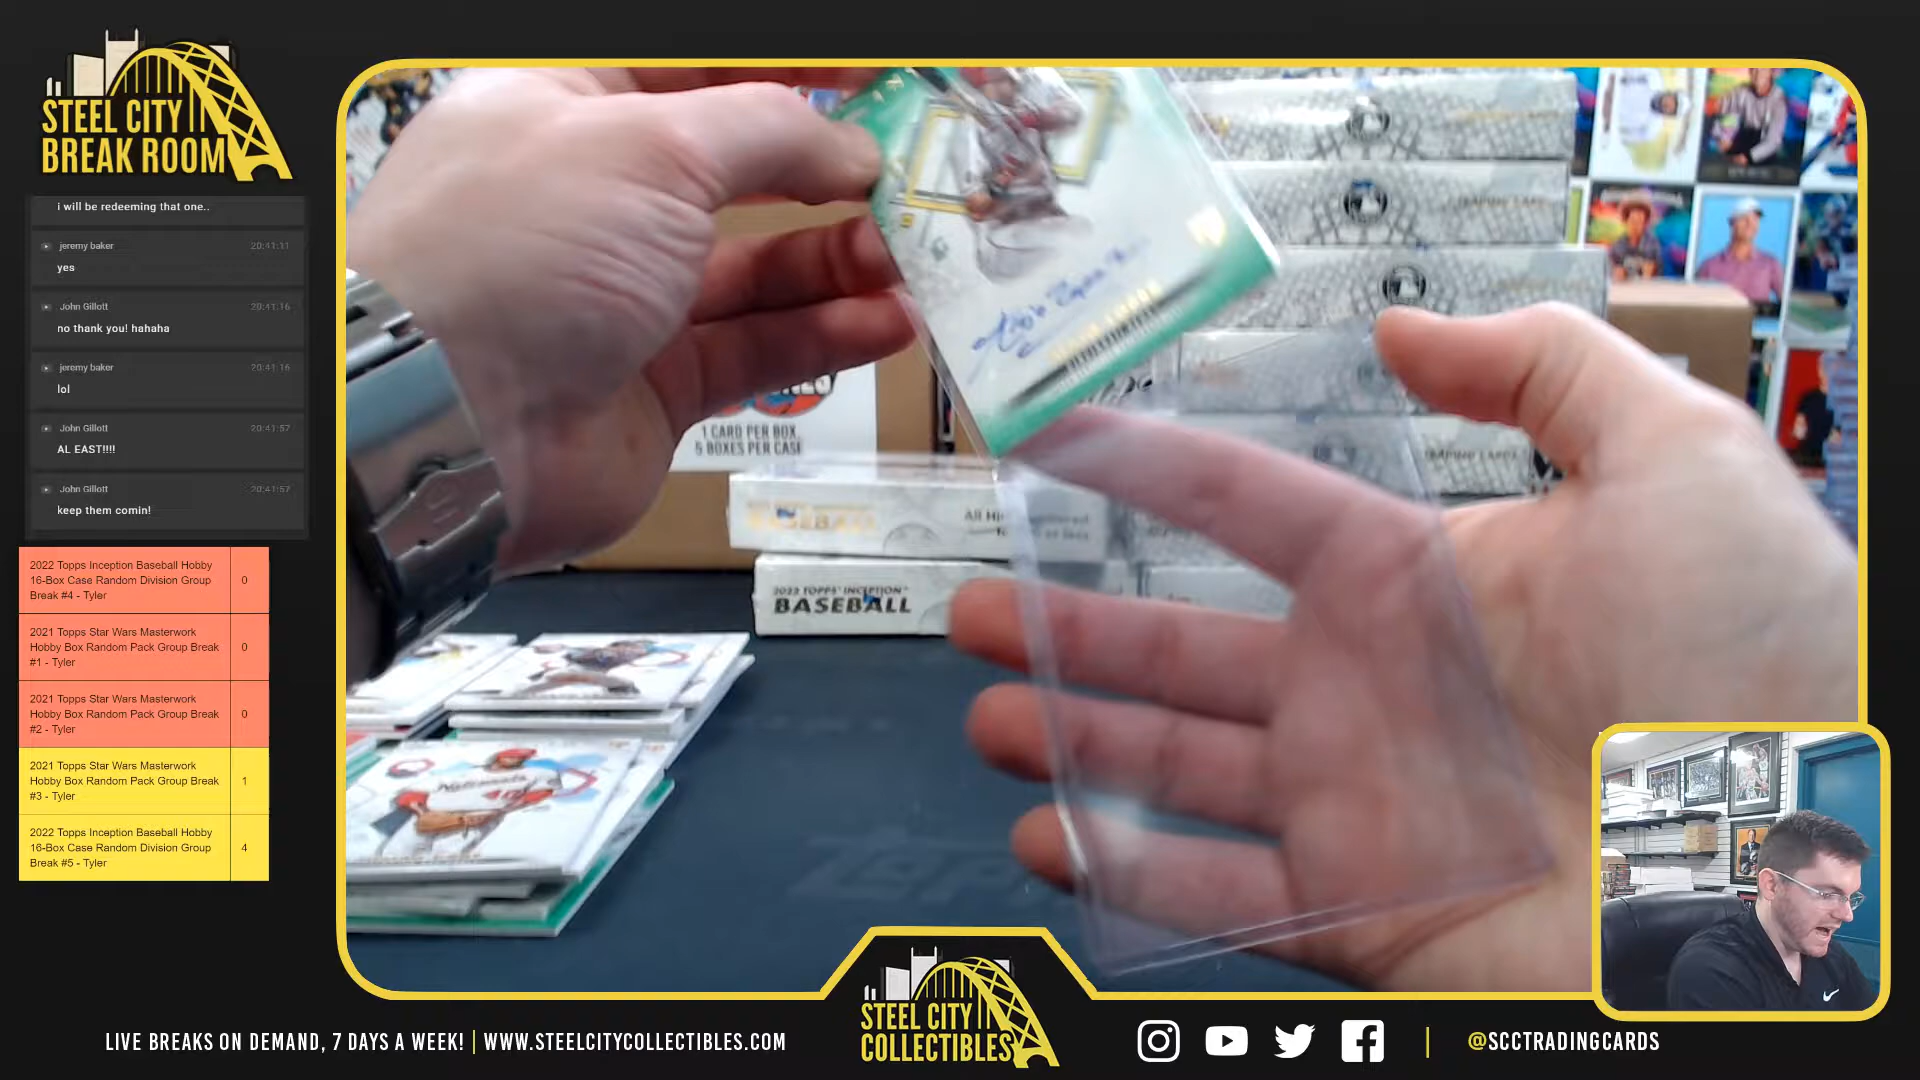 STEEL CITY
BREAK ROOM
i will be redeeming that one..
jeremy baker 20:41:11
yes
John Gillott 20:41:16
no thank you! hahaha
jeremy baker 20:41:16
lol
John Gillott 20:41:57
AL EAST!!!!
John Gillott 20:41:57
keep them comin!
2022 Topps Inception Baseball Hobby
16-Box Case Random Division Group
Break #4 - Tyler
0
2021 Topps Star Wars Masterwork
Hobby Box Random Pack Group Break
#1 - Tyler
0
2021 Topps Star Wars Masterwork
Hobby Box Random Pack Group Break
#2 - Tyler
0
2021 Topps Star Wars Masterwork
Hobby Box Random Pack Group Break
#3 - Tyler
1
2022 Topps Inception Baseball Hobby
16-Box Case Random Division Group
Break #5 - Tyler
4
1 CARD PER BOX,
5 BOXES PER CASE
BASEBALL
2022 TOPPS INCEPTION
BASEBALL
Nationals
STEEL CITY
COLLECTIBLES
LIVE BREAKS ON DEMAND, 7 DAYS A WEEK! | WWW.STEELCITYCOLLECTIBLES.COM
| @SCCTRADINGCARDS